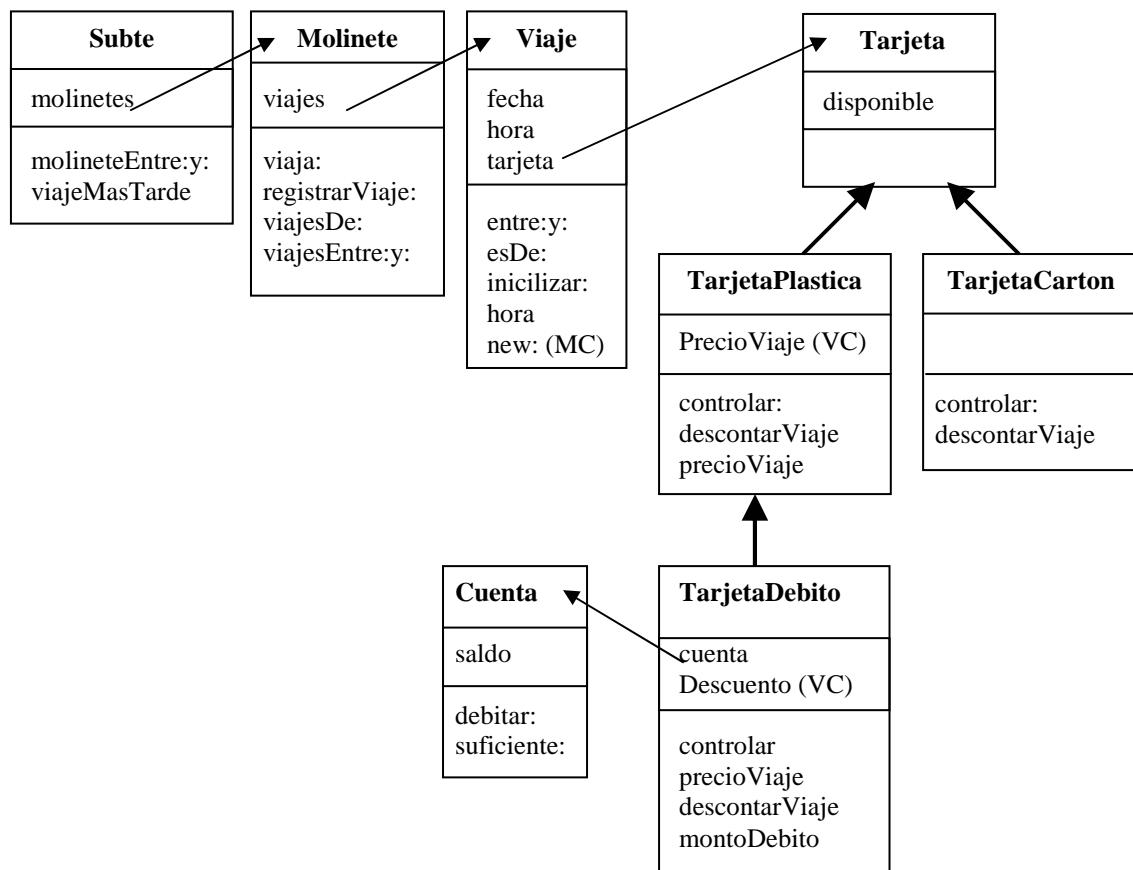 Subte
molinetes
molineteEntre:y:
viajeMasTarde
Molinete
viajes
viaja:
registrarViaje:
viajesDe:
viajesEntre:y:
Viaje
fecha
hora
tarjeta
entre:y:
esDe:
inicilizar:
hora
new: (MC)
Tarjeta
disponible
TarjetaPlastica
PrecioViaje (VC)
controlar:
descontarViaje
precioViaje
TarjetaCarton
controlar:
descontarViaje
Cuenta
saldo
debitar:
suficiente:
TarjetaDebito
cuenta
Descuento (VC)
controlar
precioViaje
descontarViaje
montoDebito